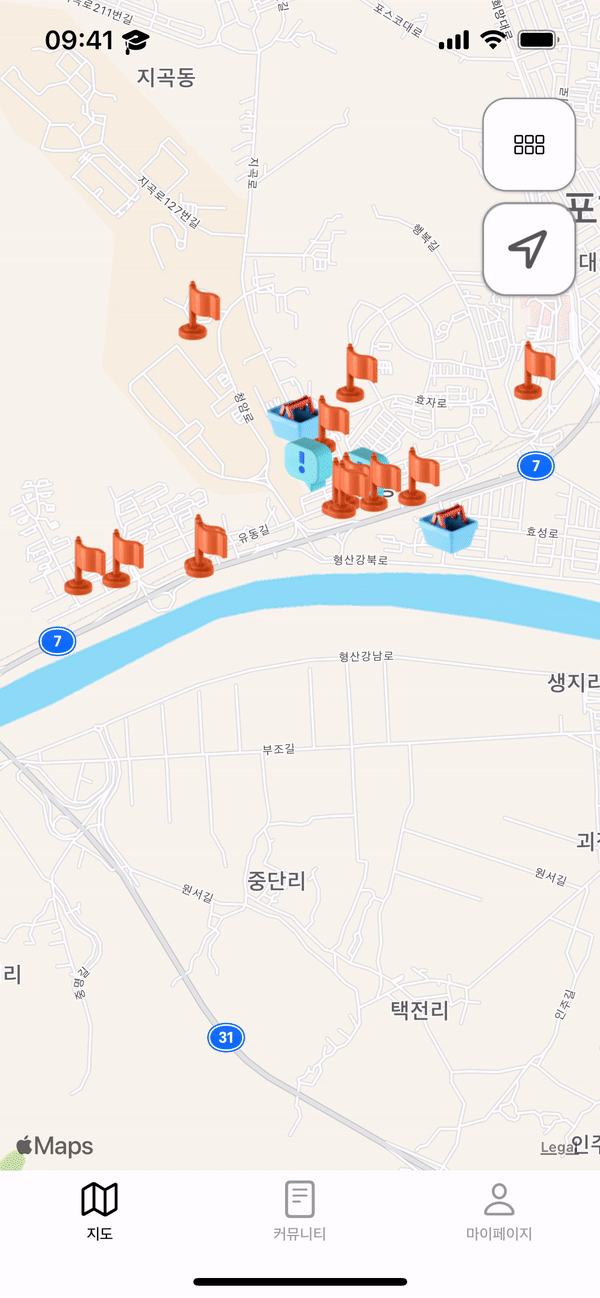 지곡로211번길
포스코대로
희망대로
09:41
지곡동
지곡로
지곡로127번길
행복길
대
청암로
효자로
7
유동길
효성로
형산강북로
7
형산강남로
생지리
부조길
중단리
원서길
원서길
리
중명길
택전리
인주길
31
Maps
Legal
지도
커뮤니티
마이페이지